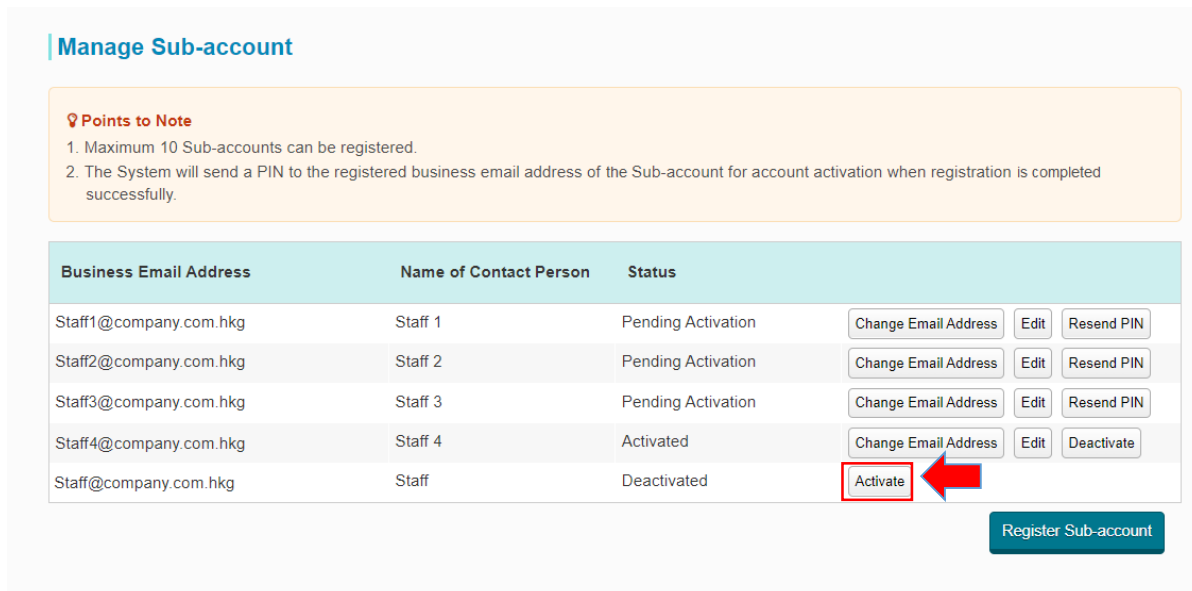 Manage Sub-account
Points to Note
1. Maximum 10 Sub-accounts can be registered.
2. The System will send a PIN to the registered business email address of the Sub-account for account activation when registration is completed
successfully.
Business Email Address Name of Contact Person Status
Staff1@company.com.hkg Staff 1 Pending Activation Change Email Address Edit Resend PIN
Staff2@company.com.hkg Staff 2 Pending Activation Change Email Address Edit Resend PIN
Staff3@company.com.hkg Staff 3 Pending Activation Change Email Address Edit Resend PIN
Staff4@company.com.hkg Staff 4 Activated Change Email Address Edit Deactivate
Staff@company.com.hkg Staff Deactivated Activate
Register Sub-account